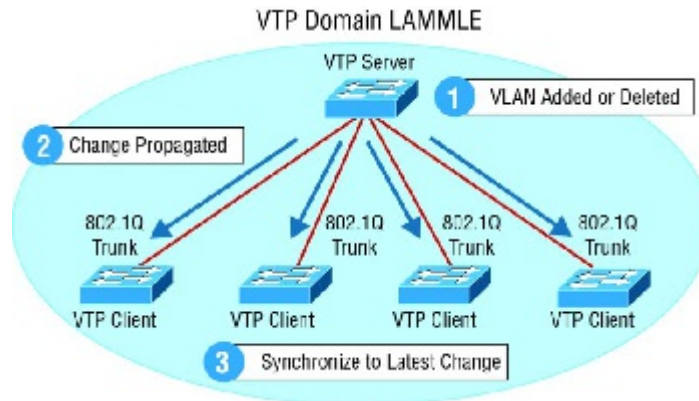 VTP Domain LAMMLE
VTP Server
1 VLAN Added or Deleted
2 Change Propagated
802.1Q
Trunk
802.1Q
Trunk
802.1Q
Trunk
802.1Q
Trunk
VTP Client
VTP Client
VTP Client
VTP Client
3 Synchronize to Latest Change